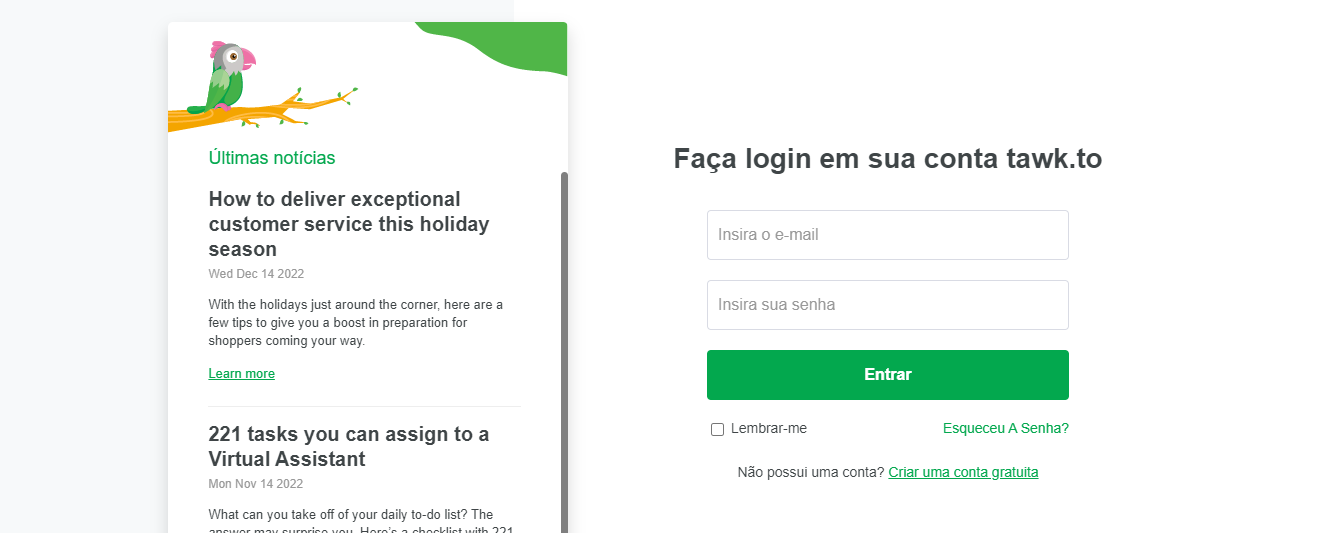 Últimas notícias
How to deliver exceptional
customer service this holiday
season
Wed Dec 14 2022
With the holidays just around the corner, here are a
few tips to give you a boost in preparation for
shoppers coming your way.
Learn more
221 tasks you can assign to a
Virtual Assistant
Mon Nov 14 2022
What can you take off of your daily to-do list? The
answer may surprise you. Here's a checklist with 221
Faça login em sua conta tawk.to
Insira o e-mail
Insira sua senha
Entrar
Lembrar-me
Esqueceu A Senha?
Não possui uma conta? Criar uma conta gratuita